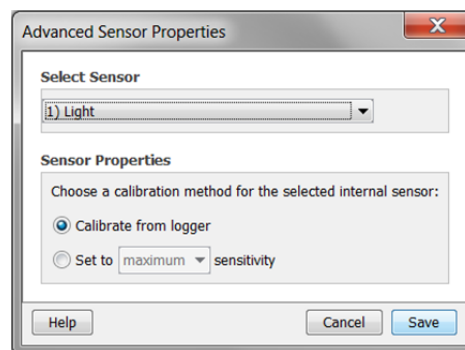 Advanced Sensor Properties
Select Sensor
1) Light
Sensor Properties
Choose a calibration method for the selected internal sensor:
Calibrate from logger
Set to maximum sensitivity
Help Cancel Save